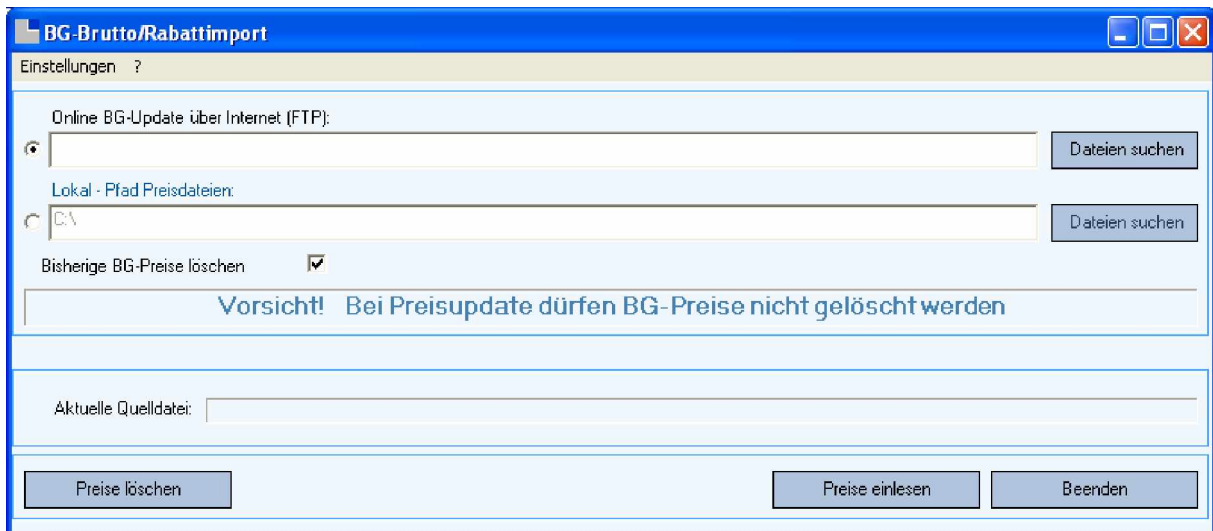 BG-Brutto/Rabattimport
Einstellungen ?
Online BG-Update über Internet (FTP):
Dateien suchen
Lokal - Pfad Preisdateien:
C:\
Dateien suchen
Bisherige BG-Preise löschen
Vorsicht! Bei Preisupdate dürfen BG-Preise nicht gelöscht werden
Aktuelle Quelldatei:
Preise löschen Preise einlesen Beenden